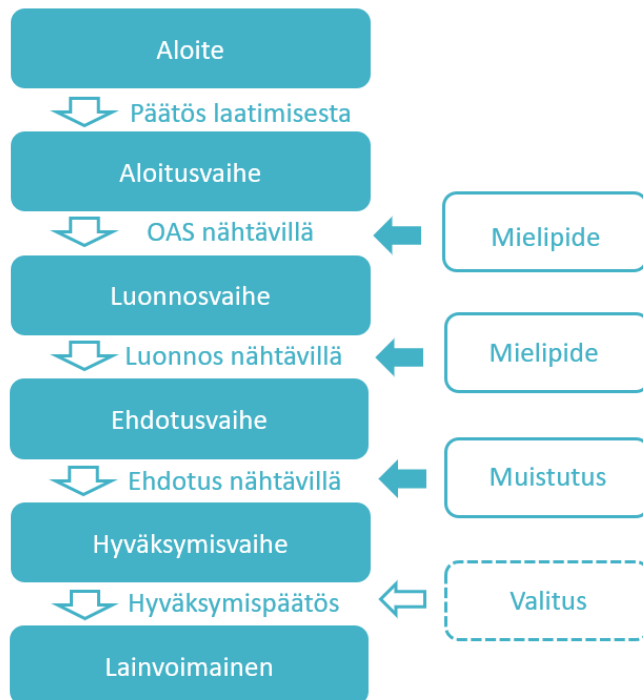 Aloite
Päätös laatimisesta
Aloitusvaihe
OAS nähtävillä
Mielipide
Luonnosvaihe
Luonnos nähtävillä
Mielipide
Ehdotusvaihe
Ehdotus nähtävillä
Muistutus
Hyväksymisvaihe
Hyväksymispäätös
Valitus
Lainvoimainen